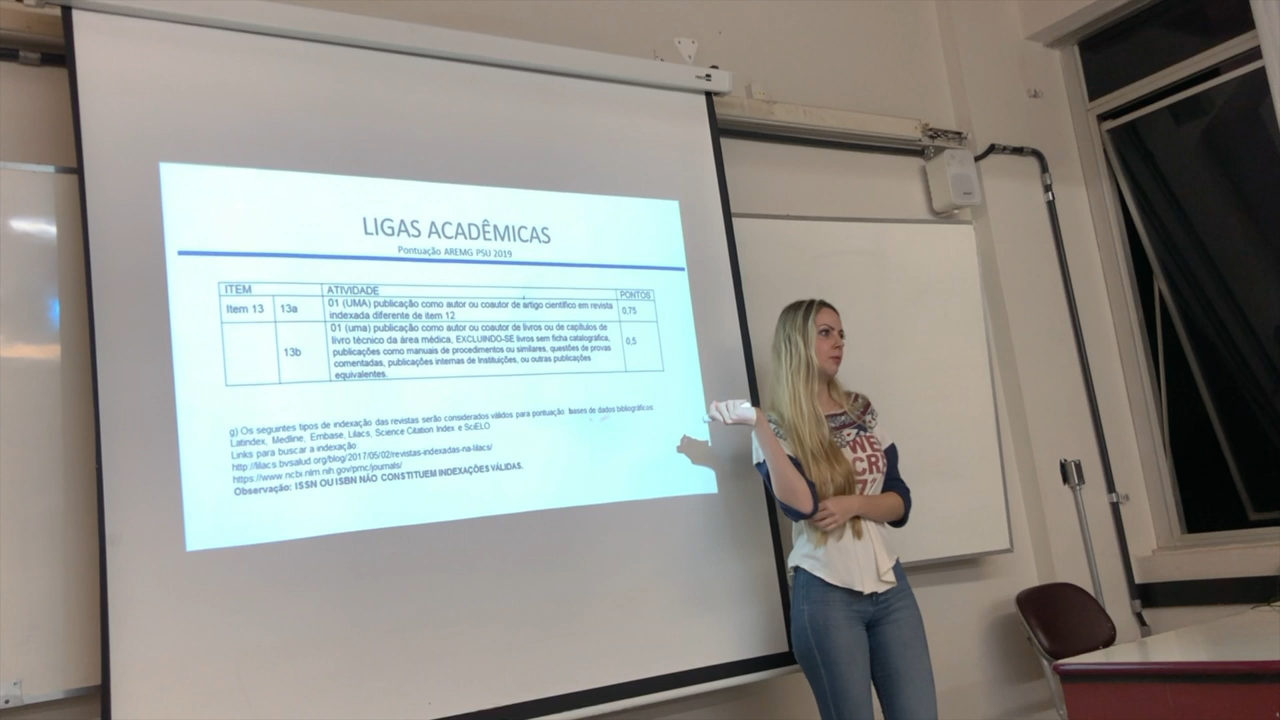 LIGAS ACADÊMICAS
Pontuação AREMG PSU 2019
ITEM ATIVIDADE PONTOS
Item 13 13a 01 (UMA) publicação como autor ou coautor de artigo científico em revista
indexada diferente de item 12 0,75
13b 01 (uma) publicação como autor ou coautor de livros ou de capítulos de
livro técnico da área médica, EXCLUINDO-SE livros sem ficha catalográfica,
publicações como manuais de procedimentos ou similares, questões de provas 0,5
comentadas, publicações internas de Instituições, ou outras publicações
equivalentes.
g) Os seguintes tipos de indexação das revistas serão considerados válidos para pontuação bases de dados bibliográficos:
Latindex, Medline, Embase, Lilacs, Science Citation Index e SciELO
Links para buscar a indexação:
http://lilacs.bvsalud.org/blog/2017/05/02/revistas-indexadas-na-lilacs/
https://www.ncbi.nlm.nih.gov/pmc/journals/
Observação: ISSN OU ISBN NÃO CONSTITUEM INDEXAÇÕES VÁLIDAS.
WE
CR